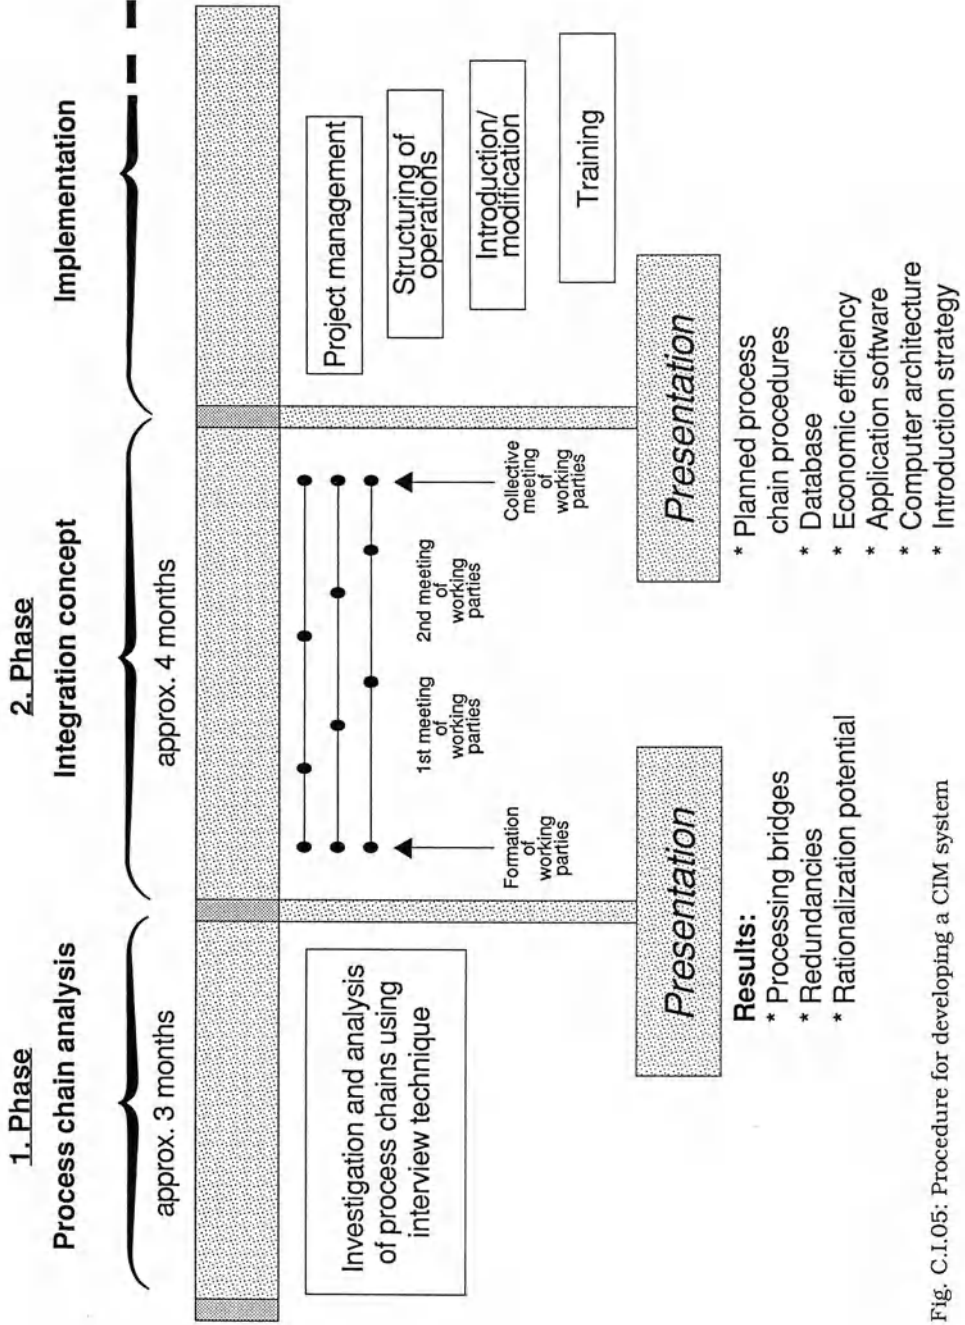 1. Phase
Process chain analysis
approx. 3 months
2. Phase
Integration concept
approx. 4 months
Implementation
Investigation and analysis
of process chains using
interview technique
Formation
of
working
parties
1st meeting
of
working
parties
2nd meeting
of
working
parties
Collective
meeting
of
working
parties
Project management
Structuring of
operations
Introduction/
modification
Training
Presentation
Results:
* Processing bridges
* Redundancies
* Rationalization potential
Presentation
* Planned process
chain procedures
* Database
* Economic efficiency
* Application software
* Computer architecture
* Introduction strategy
Fig. C.I.05: Procedure for developing a CIM system